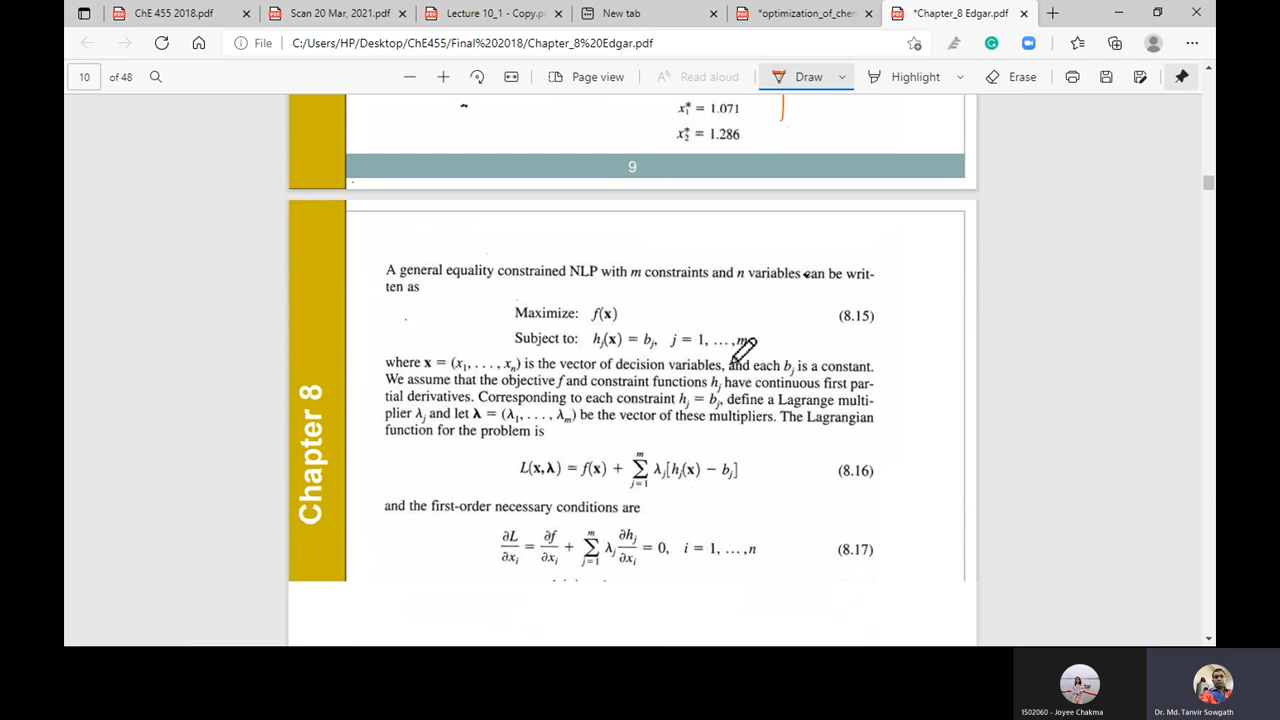 ChE 455 2018.pdf
Scan 20 Mar, 2021.pdf
Lecture 10_1 - Copy.p
New tab
*optimization_of_chem
*Chapter_8 Edgar.pdf
File
C:/Users/HP/Desktop/ChE455/Final%202018/Chapter_8%20Edgar.pdf
10 of 48
Page view
Read aloud
Draw
Highlight
Erase
x₁* = 1.071
x₂* = 1.286
9
Chapter 8
A general equality constrained NLP with m constraints and n variables can be writ-
ten as
Maximize: f(x) (8.15)
Subject to: hⱼ(x) = bⱼ, j = 1, ...,m
where x = (x₁, . . . , xₙ) is the vector of decision variables, and each bⱼ is a constant.
We assume that the objective f and constraint functions hⱼ have continuous first par-
tial derivatives. Corresponding to each constraint hⱼ = bⱼ, define a Lagrange multi-
plier λⱼ and let λ = (λ₁, . . . , λₘ) be the vector of these multipliers. The Lagrangian
function for the problem is
L(x,λ) = f(x) + ∑ⱼ₌₁ᵐ λⱼ[hⱼ(x) − bⱼ] (8.16)
and the first-order necessary conditions are
∂L/∂xᵢ = ∂f/∂xᵢ + ∑ⱼ₌₁ᵐ λⱼ ∂hⱼ/∂xᵢ = 0, i = 1, ...,n (8.17)
1502060 - Joyee Chakma
Dr. Md. Tanvir Sowgath